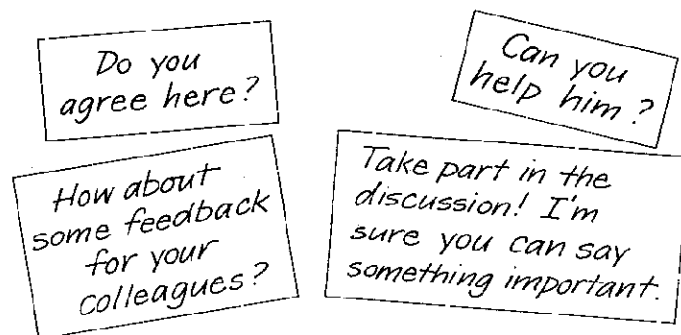 Do you
agree here?
Can you
help him?
How about
some feedback
for your
colleagues?
Take part in the
discussion! I'm
sure you can say
something important.